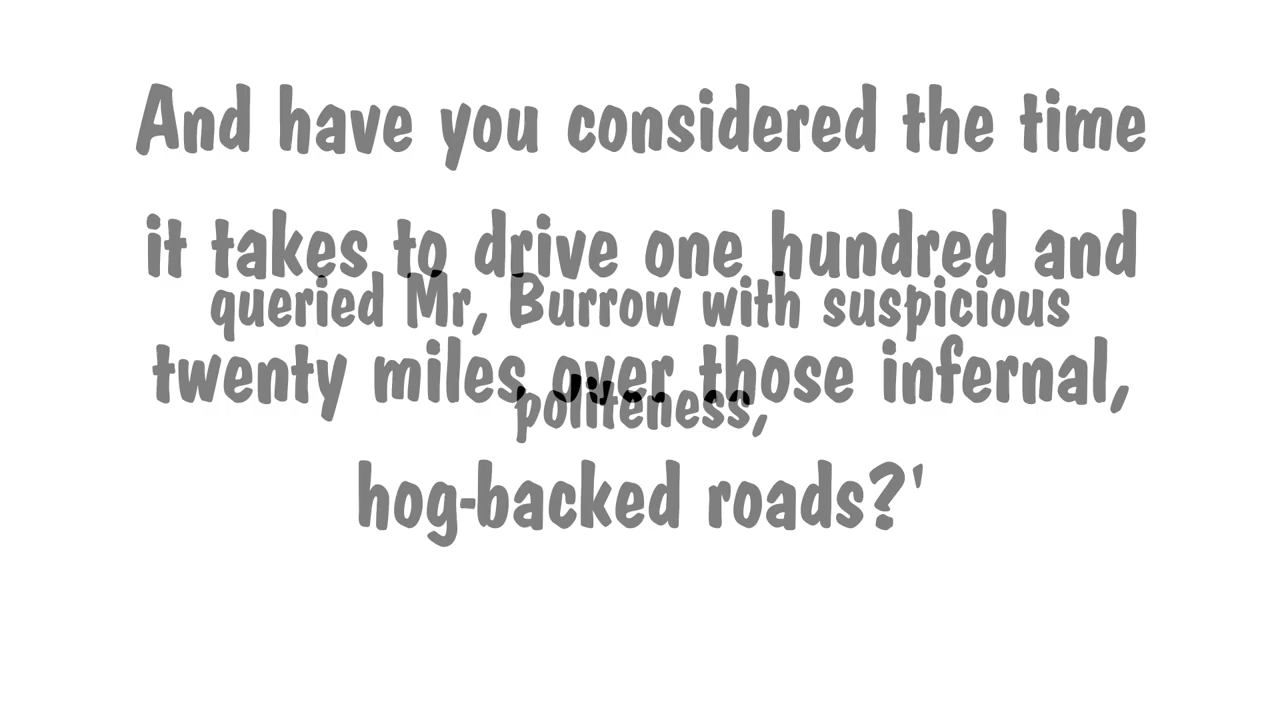 And have you considered the time
it takes to drive one hundred and
twenty miles over those infernal,
hog-backed roads?'
queried Mr, Burrow with suspicious
politeness,